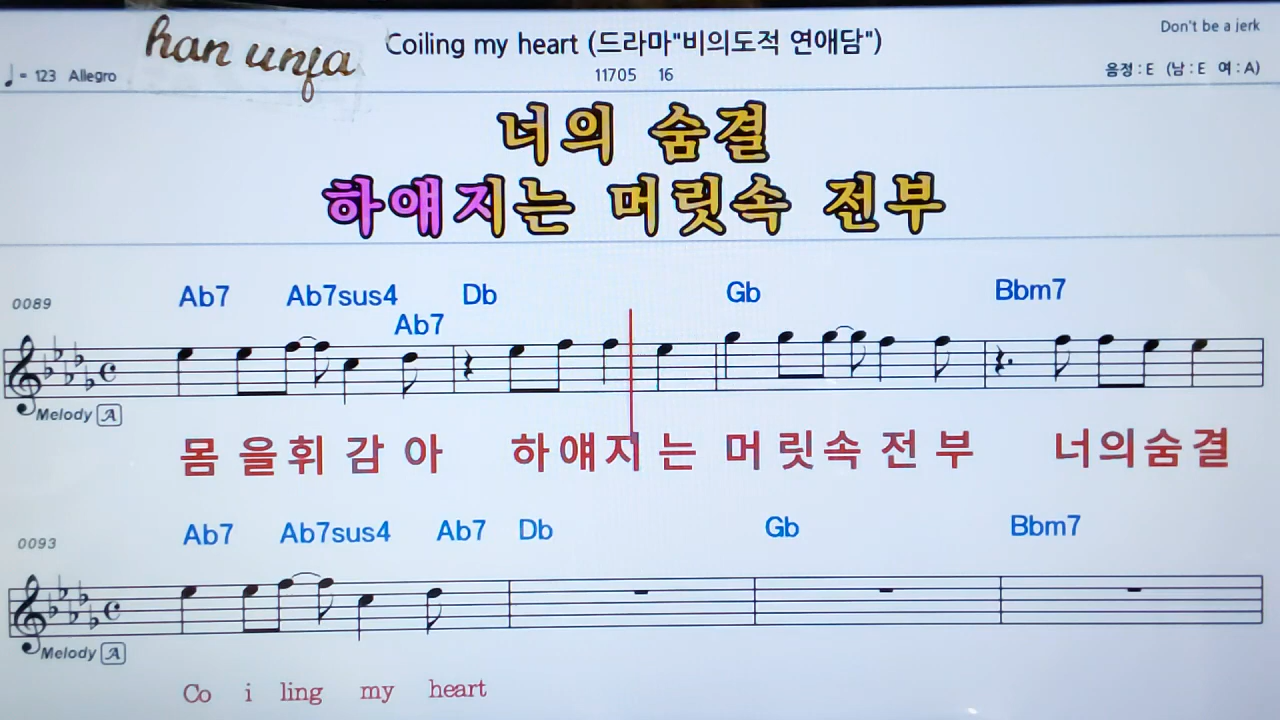 han unja
Coiling my heart (드라마"비의도적 연애담")
Don't be a jerk
♩= 123 Allegro
11705 16
음정 : E (남 : E 여 : A)
너의 숨결
하얘지는 머릿속 전부
0089
Ab7 Ab7sus4 Db Gb Bbm7
Ab7
Melody A
몸 을휘 감 아 하얘지 는 머 릿속 전 부 너의숨결
0093
Ab7 Ab7sus4 Ab7 Db Gb Bbm7
Melody A
Co i ling my heart